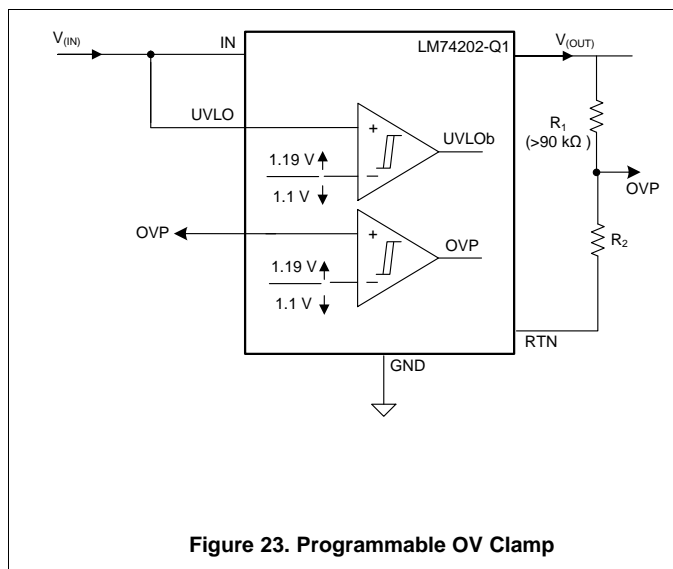 V(IN)
IN
LM74202-Q1
V(OUT)
UVLO
R1
(>90 kΩ )
+
UVLOb
1.19 V
−
1.1 V
OVP
OVP
+
OVP
R2
1.19 V
−
1.1 V
RTN
GND
Figure 23. Programmable OV Clamp